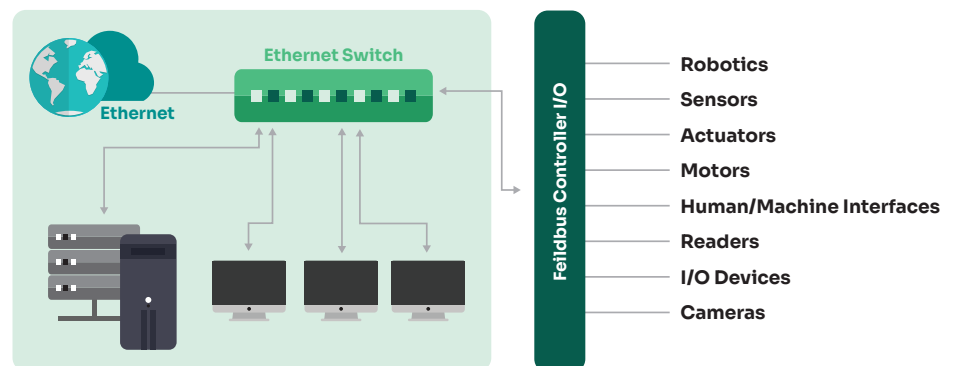 Ethernet Switch
Ethernet
Feildbus Controller I/O
Robotics
Sensors
Actuators
Motors
Human/Machine Interfaces
Readers
I/O Devices
Cameras